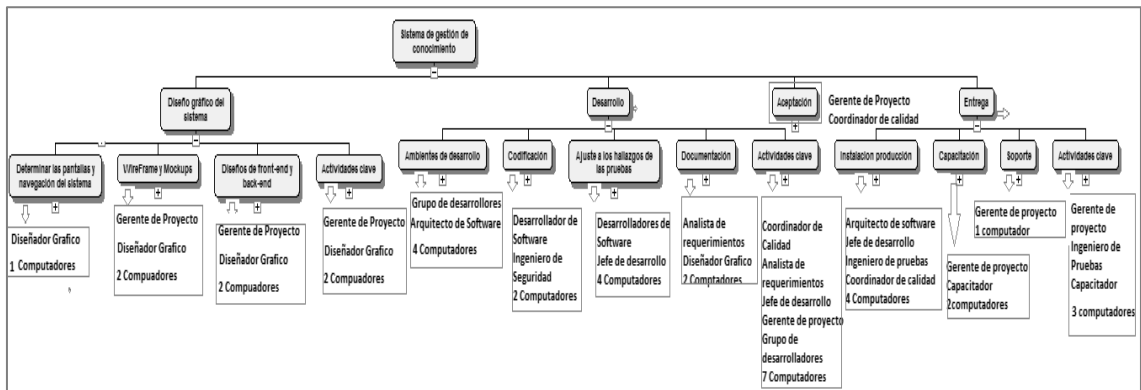 Sistema de gestión de
conocimiento
Diseño gráfico del
sistema
Desarrollo
Aceptación
Gerente de Proyecto
Coordinador de calidad
Entrega
Determinar las pantallas y
navegación del sistema
WireFrame y Mockups
Diseños de front-end y
back-end
Actividades clave
Ambientes de desarrollo
Codificación
Ajuste a los hallazgos de
las pruebas
Documentación
Actividades clave
Instalacion producción
Capacitación
Soporte
Actividades clave
Diseñador Grafico
1 Computadores
Gerente de Proyecto
Diseñador Grafico
2 Compuadores
Gerente de Proyecto
Diseñador Grafico
2 Compuadores
Gerente de Proyecto
Diseñador Grafico
2 Compuadores
Grupo de desarrollores
Arquitecto de Software
4 Computadores
Desarrollador de
Software
Ingeniero de
Seguridad
2 Computadores
Desarrolladores de
Software
Jefe de desarrollo
4 Computadores
Analista de
requerimientos
Diseñador Grafico
2 Comptadores
Coordinador de
Calidad
Analista de
requerimientos
Jefe de desarrollo
Gerente de proyecto
Grupo de
desarrolladores
7 Computadores
Arquitecto de software
Jefe de desarrollo
Ingeniero de pruebas
Coordinador de calidad
4 Computadores
Gerente de proyecto
Capacitador
2computadores
Gerente de proyecto
1 computador
Gerente de
proyecto
Ingeniero de
Pruebas
Capacitador
3 computadores